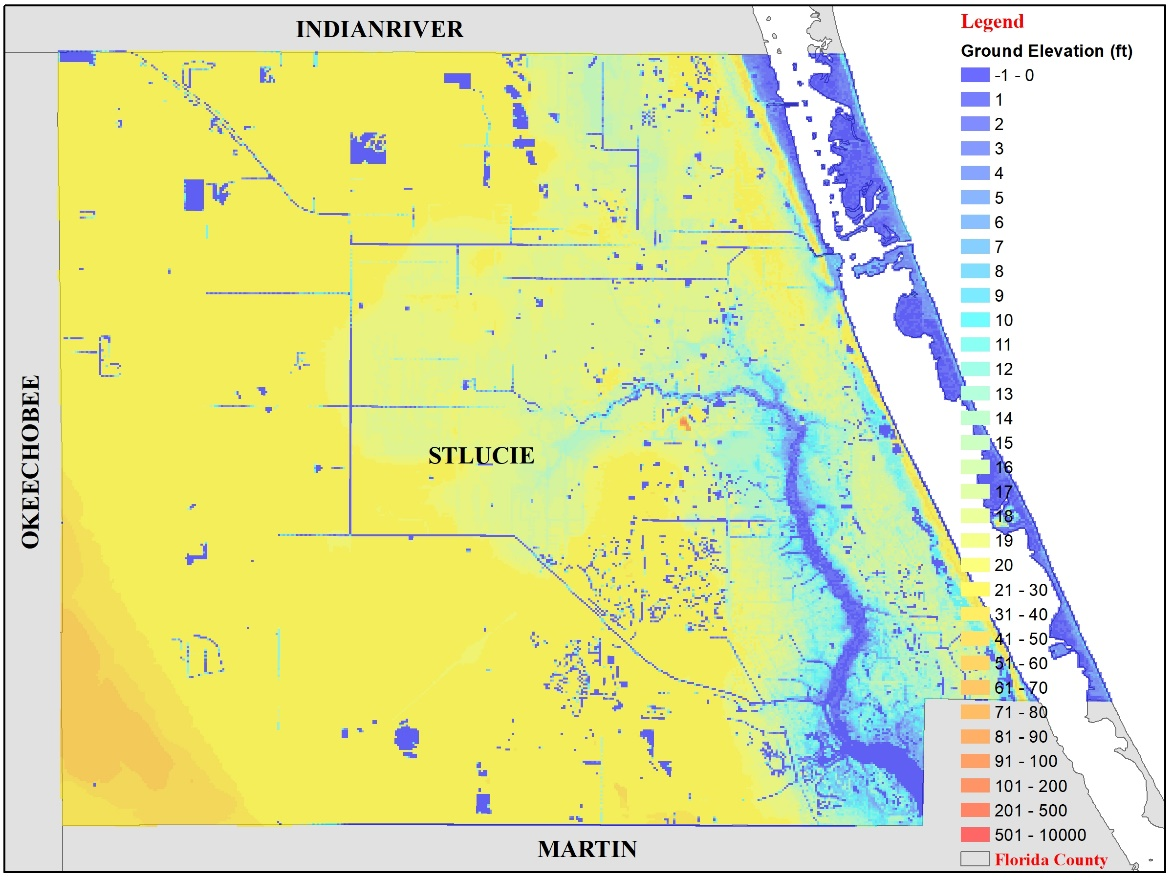 INDIANRIVER
OKEECHOBEE
STLUCIE
MARTIN
Legend
Ground Elevation (ft)
-1 - 0
1
2
3
4
5
6
7
8
9
10
11
12
13
14
15
16
17
18
19
20
21 - 30
31 - 40
41 - 50
51 - 60
61 - 70
71 - 80
81 - 90
91 - 100
101 - 200
201 - 500
501 - 10000
Florida County